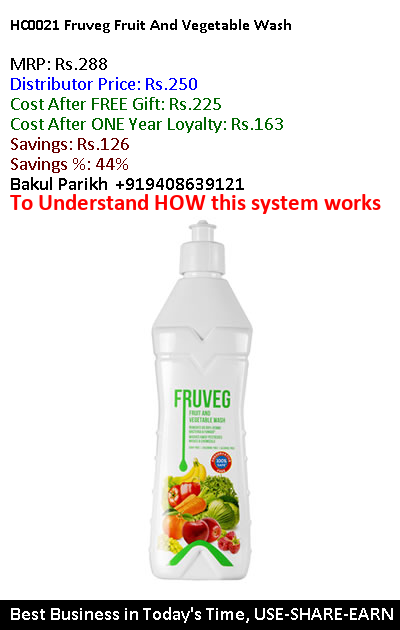 HC0021 Fruveg Fruit And Vegetable Wash
MRP: Rs.288
Distributor Price: Rs.250
Cost After FREE Gift: Rs.225
Cost After ONE Year Loyalty: Rs.163
Savings: Rs.126
Savings %: 44%
Bakul Parikh +919408639121
To Understand HOW this system works
FRUVEG
FRUIT AND
VEGETABLE WASH
100%
SAFE
Best Business in Today's Time, USE-SHARE-EARN